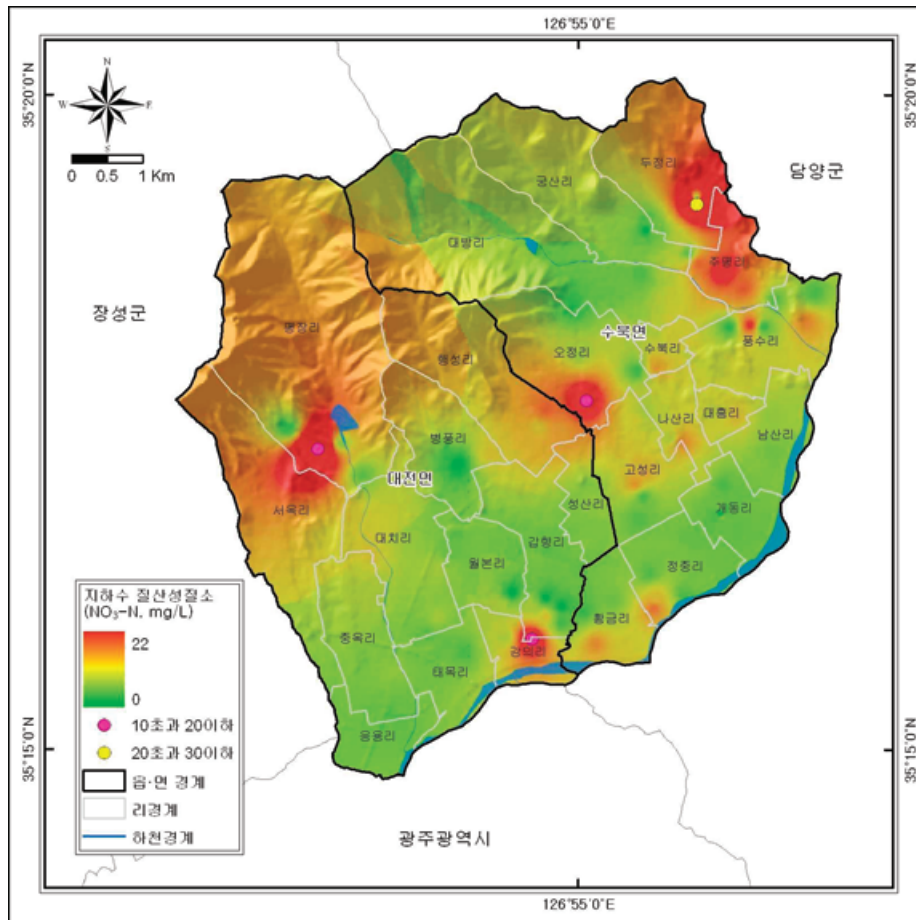 126°55'0"E
35°20'0"N
35°20'0"N
N
W
E
S
0 0.5 1 Km
두정리
궁산리
담양군
대방리
주평리
장성군
평장리
수북면
풍수리
오정리
수북리
행성리
나산리
대흥리
병풍리
남산리
대전면
고성리
성산리
서옥리
개동리
대치리
갑향리
정중리
월본리
지하수 질산성질소
(NO₃-N, mg/L)
22
0
황금리
중옥리
강의리
태목리
응용리
10초과 20이하
20초과 30이하
읍·면 경계
리경계
하천경계
35°15'0"N
35°15'0"N
광주광역시
126°55'0"E